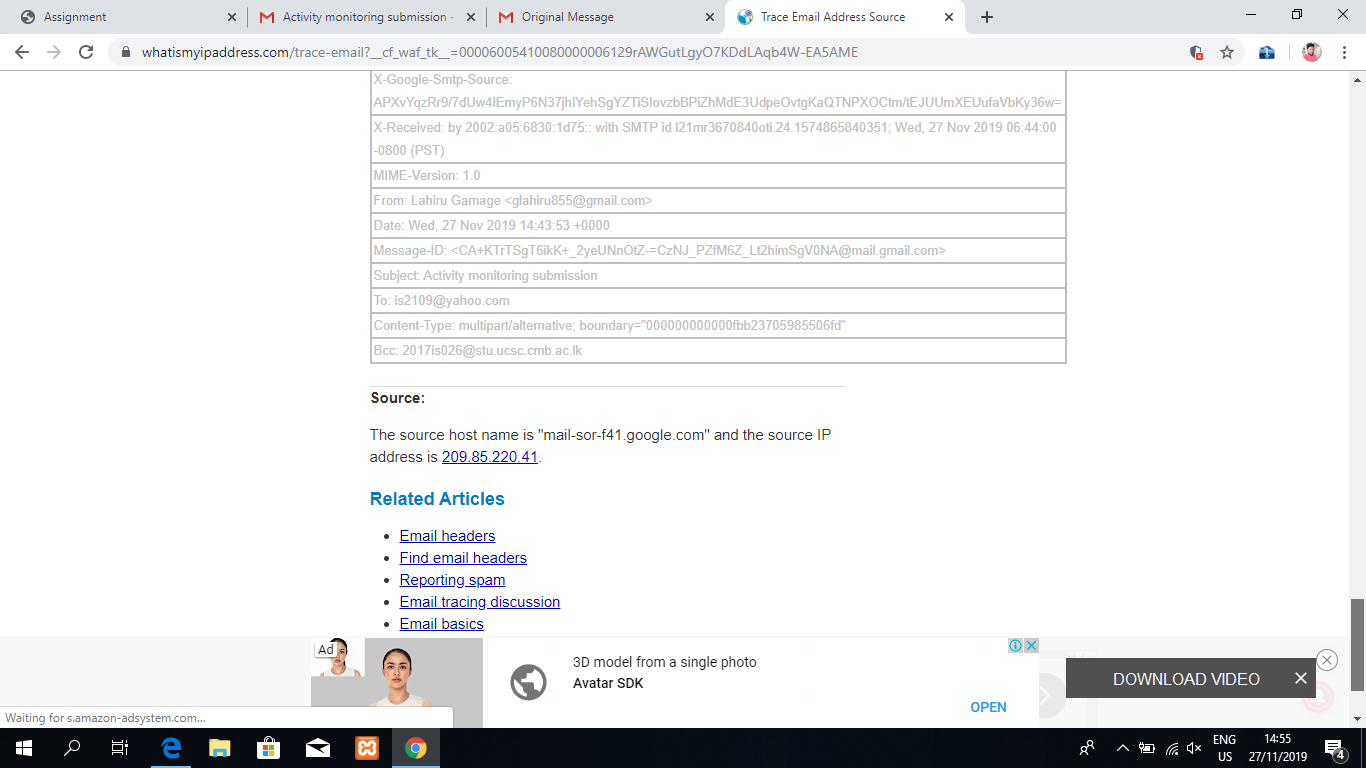 Assignment
Activity monitoring submission -
Original Message
Trace Email Address Source
whatismyipaddress.com/trace-email?__cf_waf_tk__=00006005410080000006129rAWGutLgyO7KDdLAqb4W-EA5AME
X-Google-Smtp-Source:
APXvYqzRr9/7dUw4IEmyP6N37jhIYehSgYZTiSlovzbBPiZhMdE3UdpeOvtgKaQTNPXOCtm/tEJUUmXEUufaVbKy36w=
X-Received: by 2002:a05:6830:1d75:: with SMTP id l21mr3670840oti.24.1574865840351; Wed, 27 Nov 2019 06:44:00
-0800 (PST)
MIME-Version: 1.0
From: Lahiru Gamage <glahiru855@gmail.com>
Date: Wed, 27 Nov 2019 14:43:53 +0000
Message-ID: <CA+KTrTSgT6ikK+_2yeUNnOtZ-=CzNJ_PZfM6Z_Lt2himSgV0NA@mail.gmail.com>
Subject: Activity monitoring submission
To: is2109@yahoo.com
Content-Type: multipart/alternative; boundary="000000000000fbb23705985506fd"
Bcc: 2017is026@stu.ucsc.cmb.ac.lk
Source:
The source host name is "mail-sor-f41.google.com" and the source IP
address is 209.85.220.41.
Related Articles
Email headers
Find email headers
Reporting spam
Email tracing discussion
Email basics
Ad
3D model from a single photo
Avatar SDK
OPEN
DOWNLOAD VIDEO
Waiting for s.amazon-adsystem.com...
ENG
US
14:55
27/11/2019
4